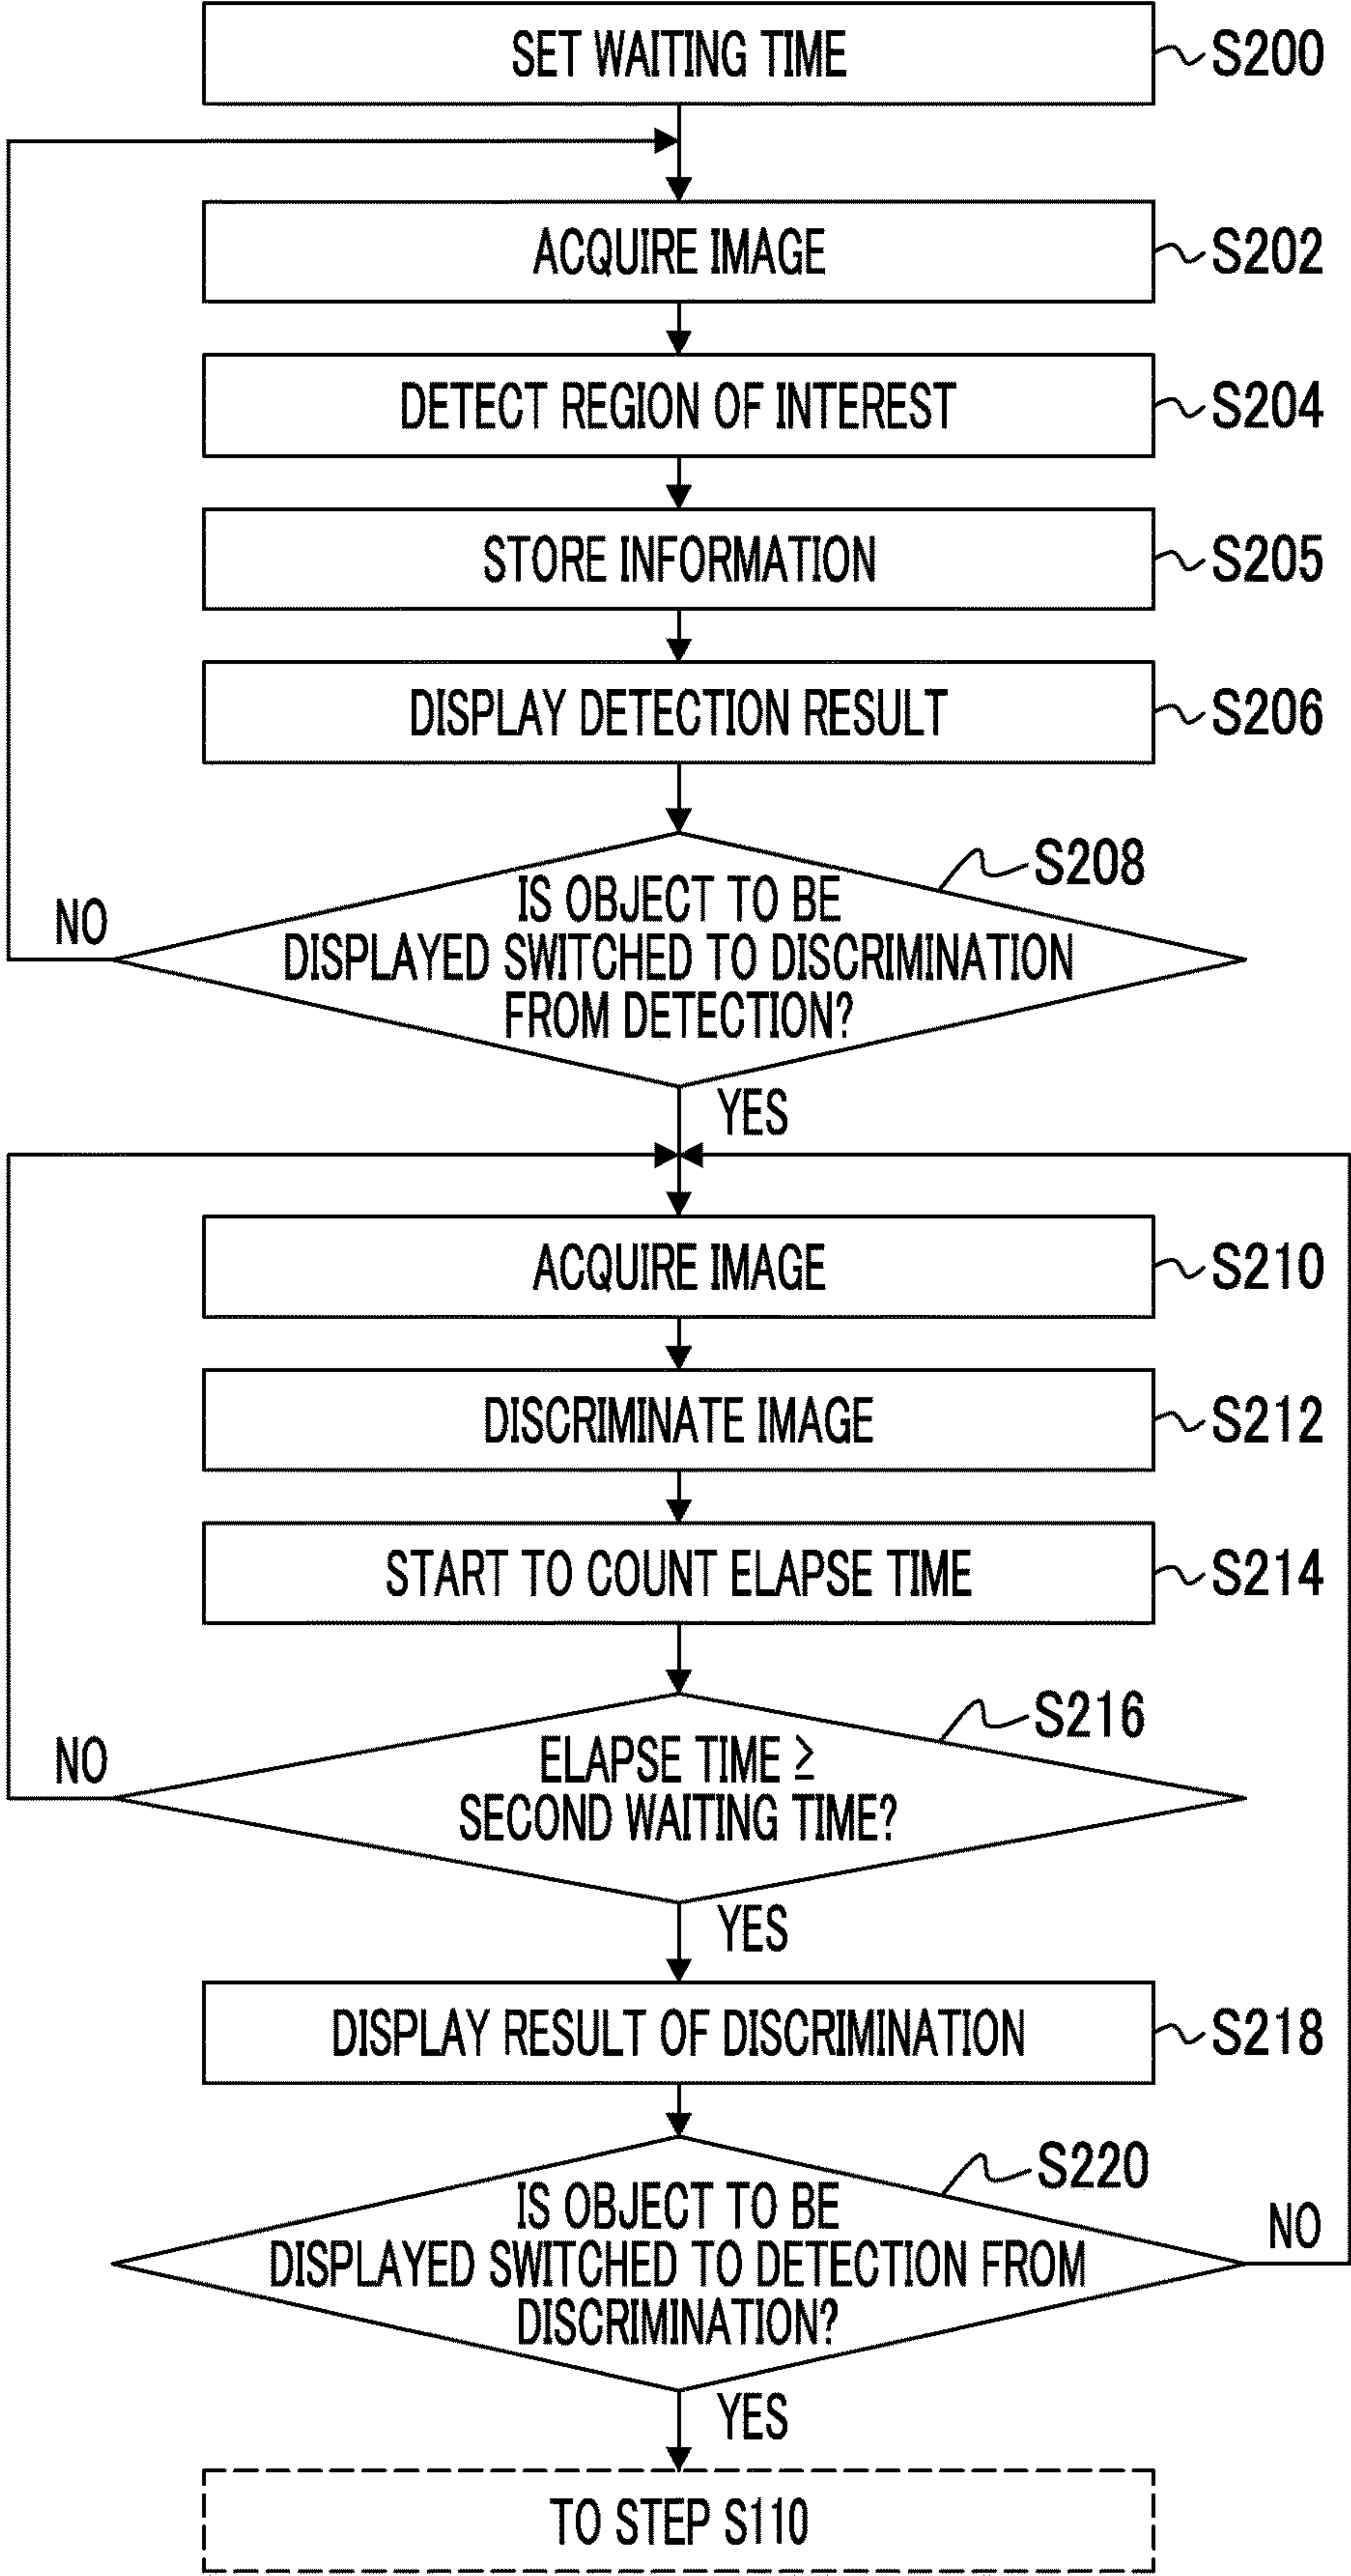 SET WAITING TIME
S200
ACQUIRE IMAGE
S202
DETECT REGION OF INTEREST
S204
STORE INFORMATION
S205
DISPLAY DETECTION RESULT
S206
S208
IS OBJECT TO BE
DISPLAYED SWITCHED TO DISCRIMINATION
FROM DETECTION?
NO
YES
ACQUIRE IMAGE
S210
DISCRIMINATE IMAGE
S212
START TO COUNT ELAPSE TIME
S214
S216
ELAPSE TIME ≥
SECOND WAITING TIME?
NO
YES
DISPLAY RESULT OF DISCRIMINATION
S218
S220
IS OBJECT TO BE
DISPLAYED SWITCHED TO DETECTION FROM
DISCRIMINATION?
NO
YES
TO STEP S110